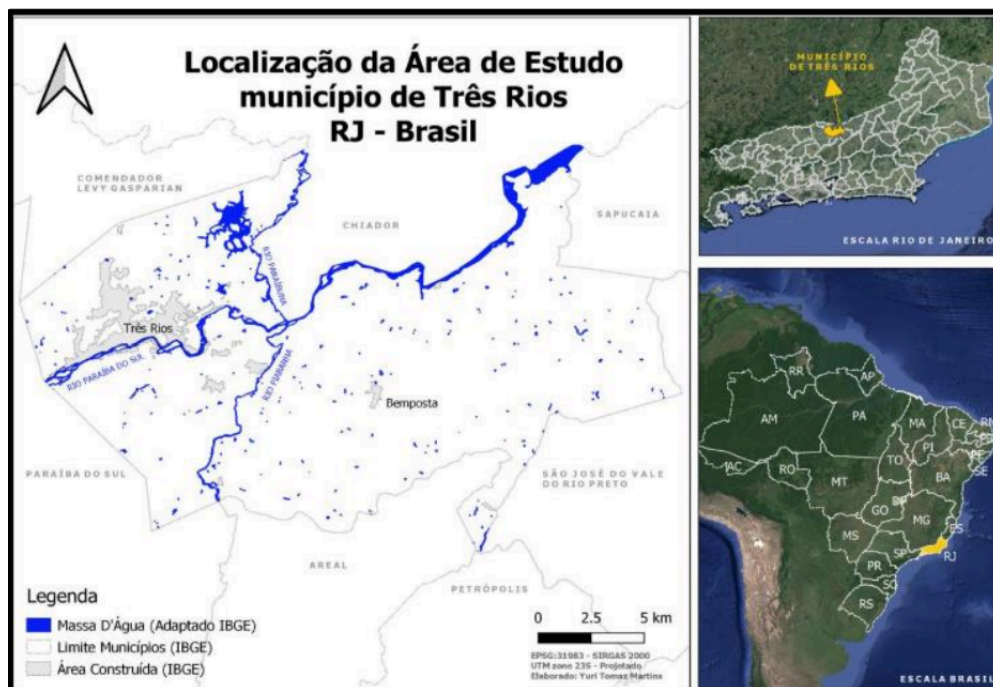 Localização da Área de Estudo
município de Três Rios
RJ - Brasil
COMENDADOR
LEVY GASPARIAN
CHIADOR
SAPUCAIA
RIO PARAIBUNA
Três Rios
RIO PARAÍBA DO SUL
RIO PIABANHA
Bemposta
PARAÍBA DO SUL
SÃO JOSÉ DO VALE
DO RIO PRETO
AREAL
PETRÓPOLIS
Legenda
Massa D'Água (Adaptado IBGE)
Limite Municípios (IBGE)
Área Construída (IBGE)
0 2.5 5 km
EPSG:31983 - SIRGAS 2000
UTM zone 23S - Projetado
Elaborado: Yuri Tomaz Martins
MUNICÍPIO
DE TRÊS RIOS
ESCALA RIO DE JANEIRO
RR
AP
AM
PA
MA
CE
RN
PI
PE
AC
RO
TO
SE
MT
BA
DF
GO
MG
ES
MS
SP
RJ
PR
SC
RS
ESCALA BRASIL